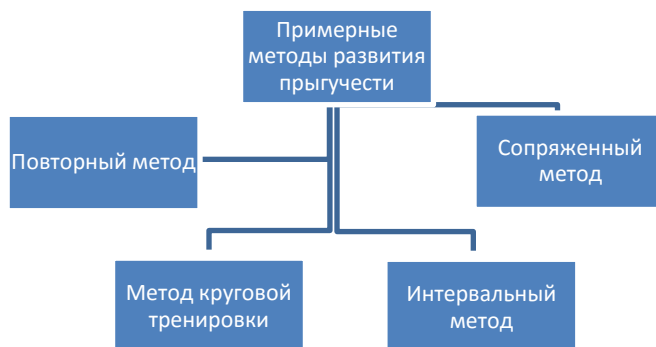 Примерные
методы развития
прыгучести
Повторный метод
Сопряженный
метод
Метод круговой
тренировки
Интервальный
метод